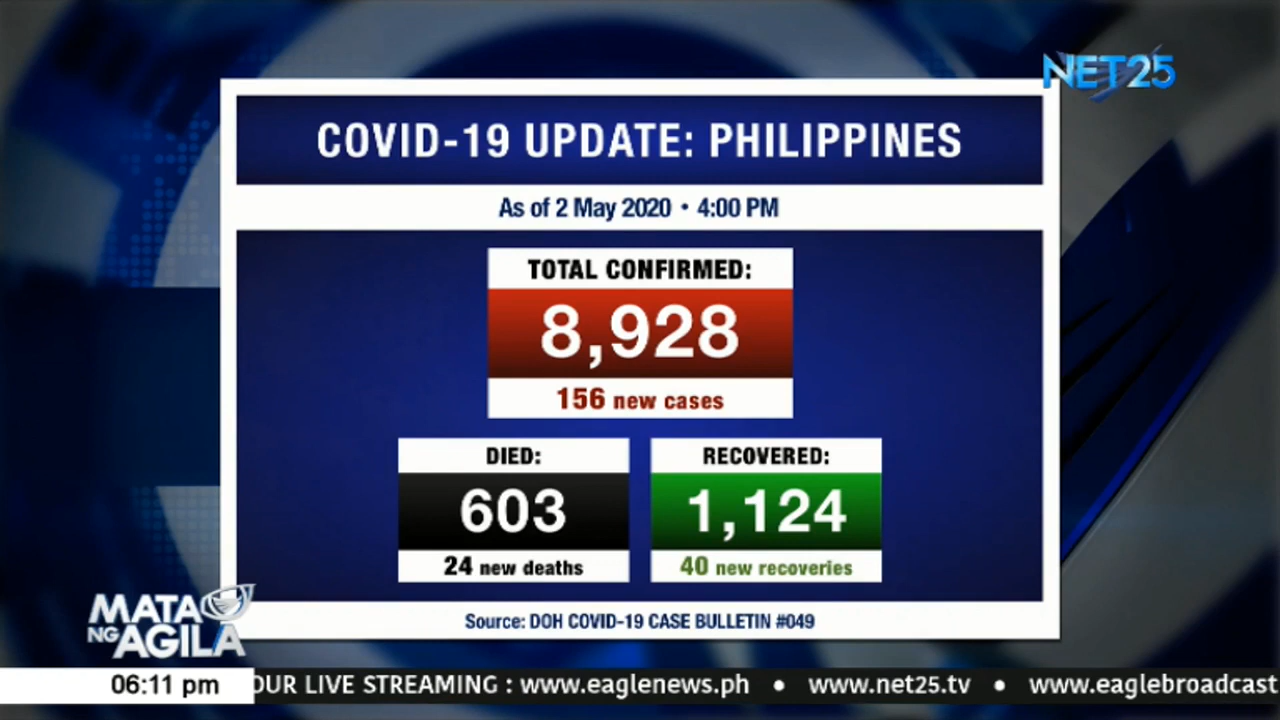 NET25
COVID-19 UPDATE: PHILIPPINES
As of 2 May 2020 • 4:00 PM
TOTAL CONFIRMED:
8,928
156 new cases
DIED:
603
24 new deaths
RECOVERED:
1,124
40 new recoveries
Source: DOH COVID-19 CASE BULLETIN #049
MATA
NG AGILA
06:11 pm
OUR LIVE STREAMING : www.eaglenews.ph • www.net25.tv • www.eaglebroadcast